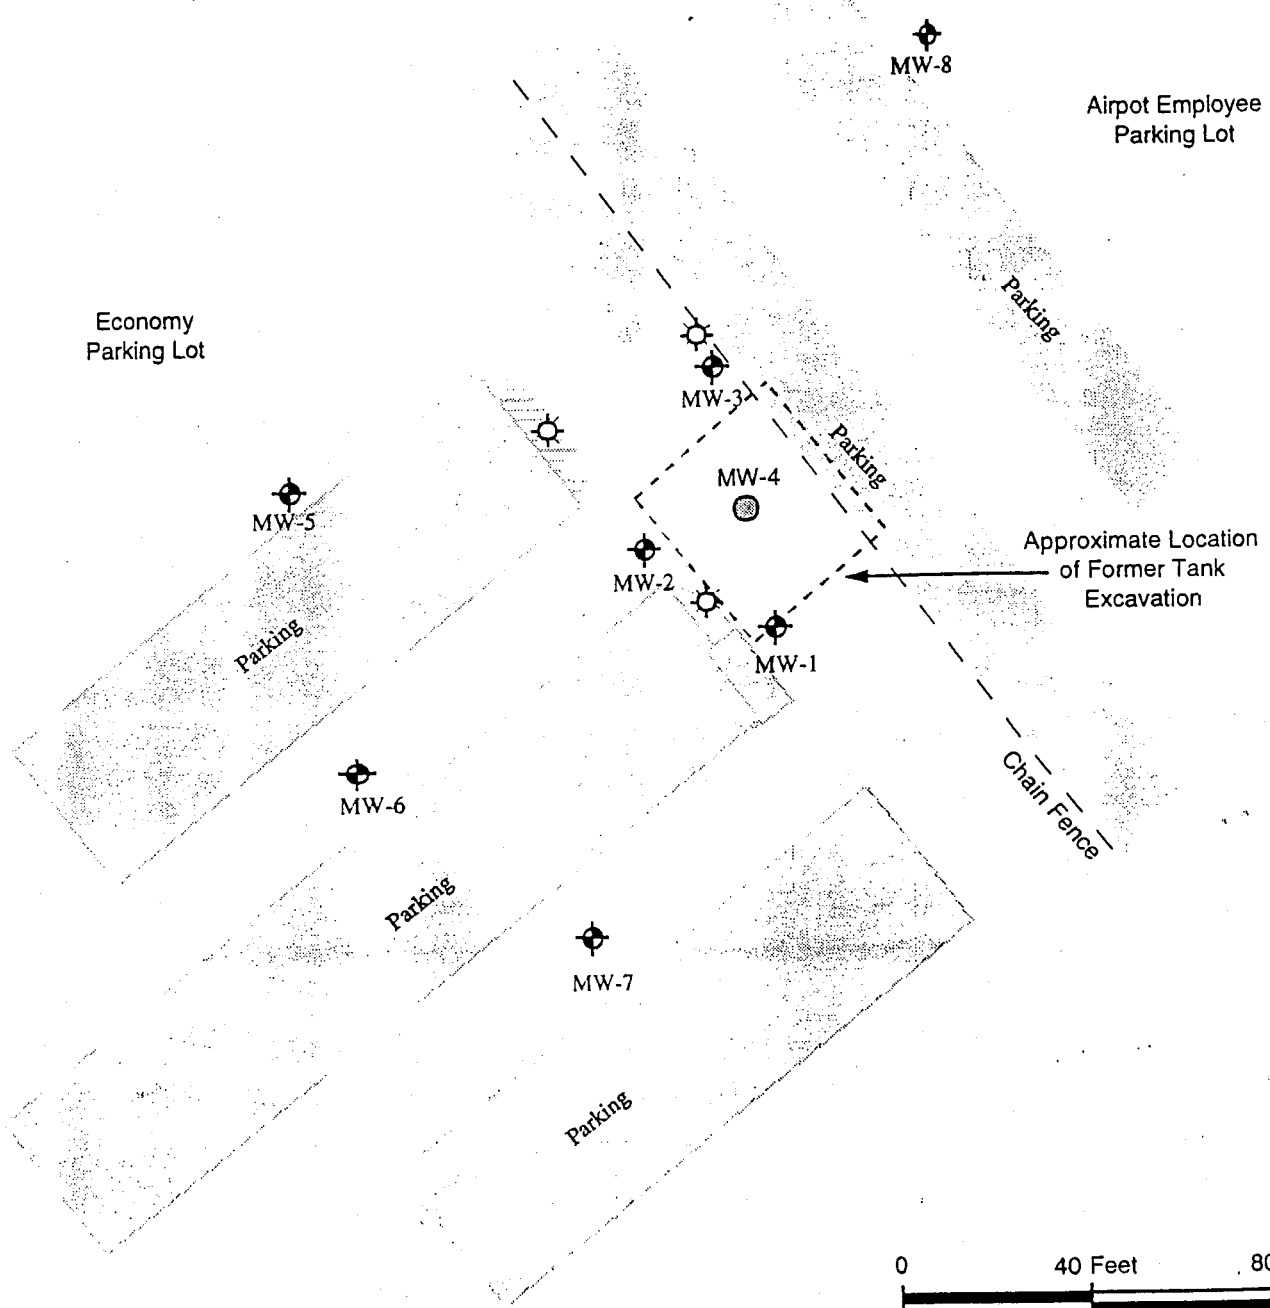 MW-8
Airpot Employee
Parking Lot
Parking
Economy
Parking Lot
MW-3
Parking
MW-4
MW-5
Approximate Location
of Former Tank
Excavation
MW-2
Parking
MW-1
Chain Fence
MW-6
Parking
MW-7
Parking
0 40 Feet 80